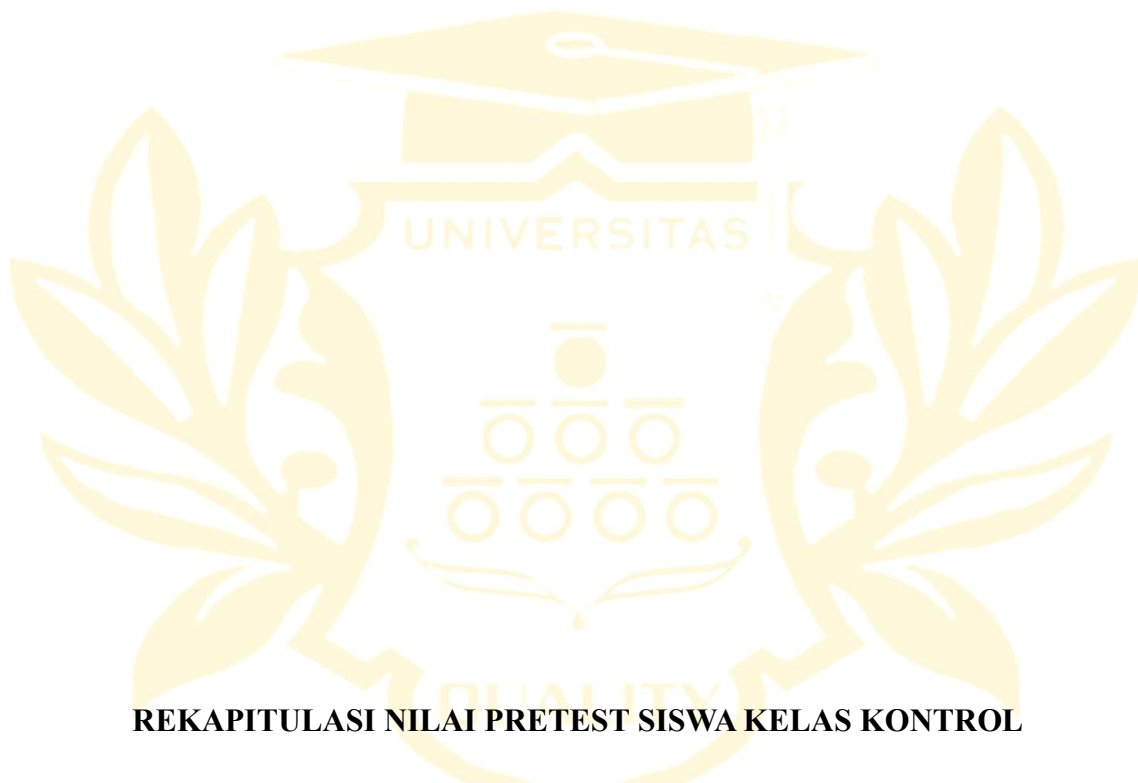 UNIVERSITAS
QUALITY
REKAPITULASI NILAI PRETEST SISWA KELAS KONTROL